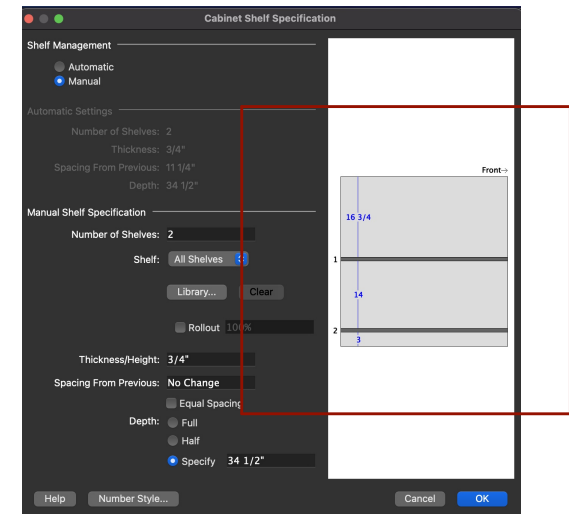 Cabinet Shelf Specification
Shelf Management
Automatic
Manual
Automatic Settings
Number of Shelves: 2
Thickness: 3/4"
Spacing From Previous: 11 1/4"
Depth: 34 1/2"
Manual Shelf Specification
Number of Shelves: 2
Shelf: All Shelves
Library... Clear
Rollout 100%
Thickness/Height: 3/4"
Spacing From Previous: No Change
Equal Spacing
Depth: Full
Half
Specify 34 1/2"
Front→
16 3/4
1
14
2
3
Help Number Style... Cancel OK